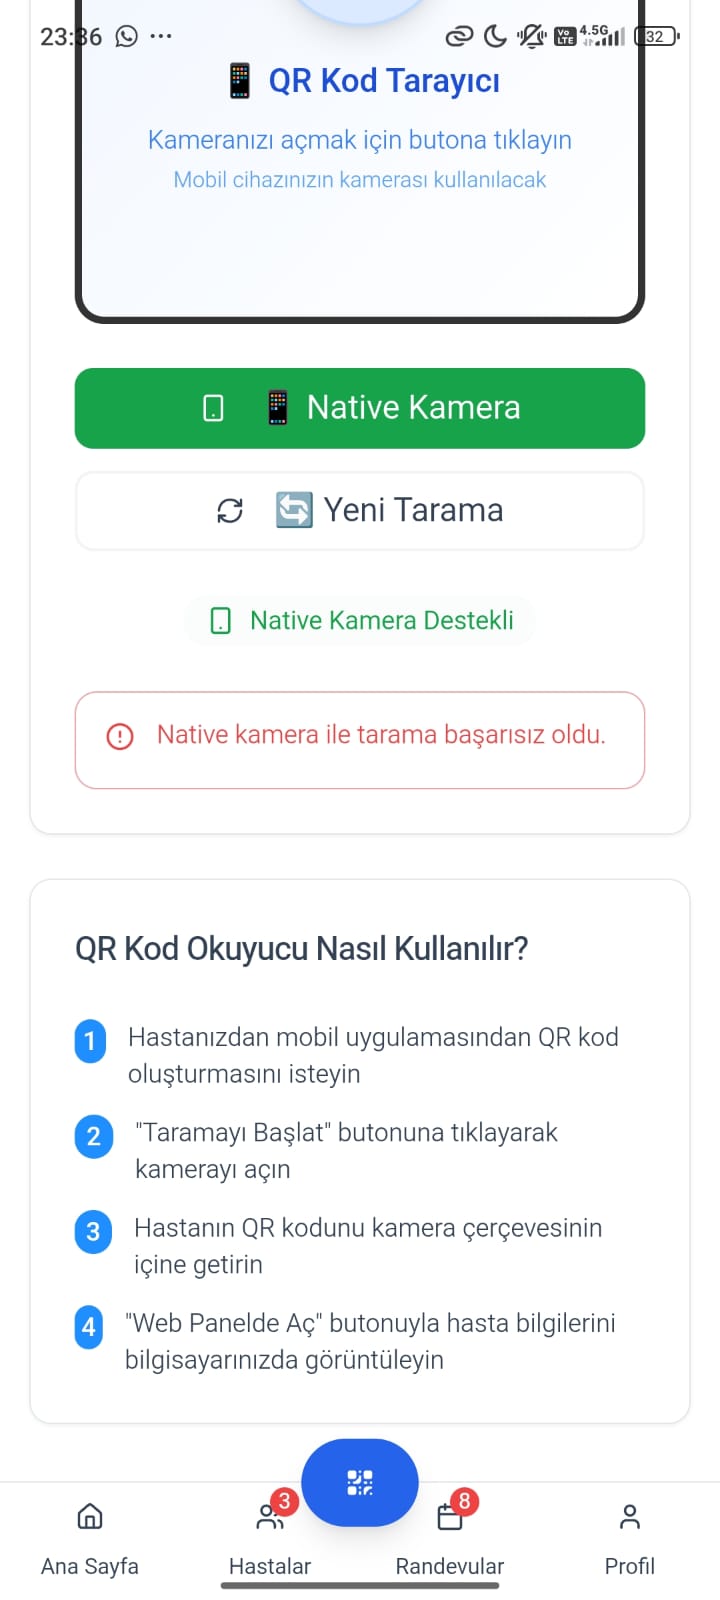 23:36
VoLTE 4.5G 32
QR Kod Tarayıcı
Kameranızı açmak için butona tıklayın
Mobil cihazınızın kamerası kullanılacak
Native Kamera
Yeni Tarama
Native Kamera Destekli
Native kamera ile tarama başarısız oldu.
QR Kod Okuyucu Nasıl Kullanılır?
1 Hastanızdan mobil uygulamasından QR kod
oluşturmasını isteyin
2 "Taramayı Başlat" butonuna tıklayarak
kamerayı açın
3 Hastanın QR kodunu kamera çerçevesinin
içine getirin
4 "Web Panelde Aç" butonuyla hasta bilgilerini
bilgisayarınızda görüntüleyin
3 8
Ana Sayfa Hastalar Randevular Profil